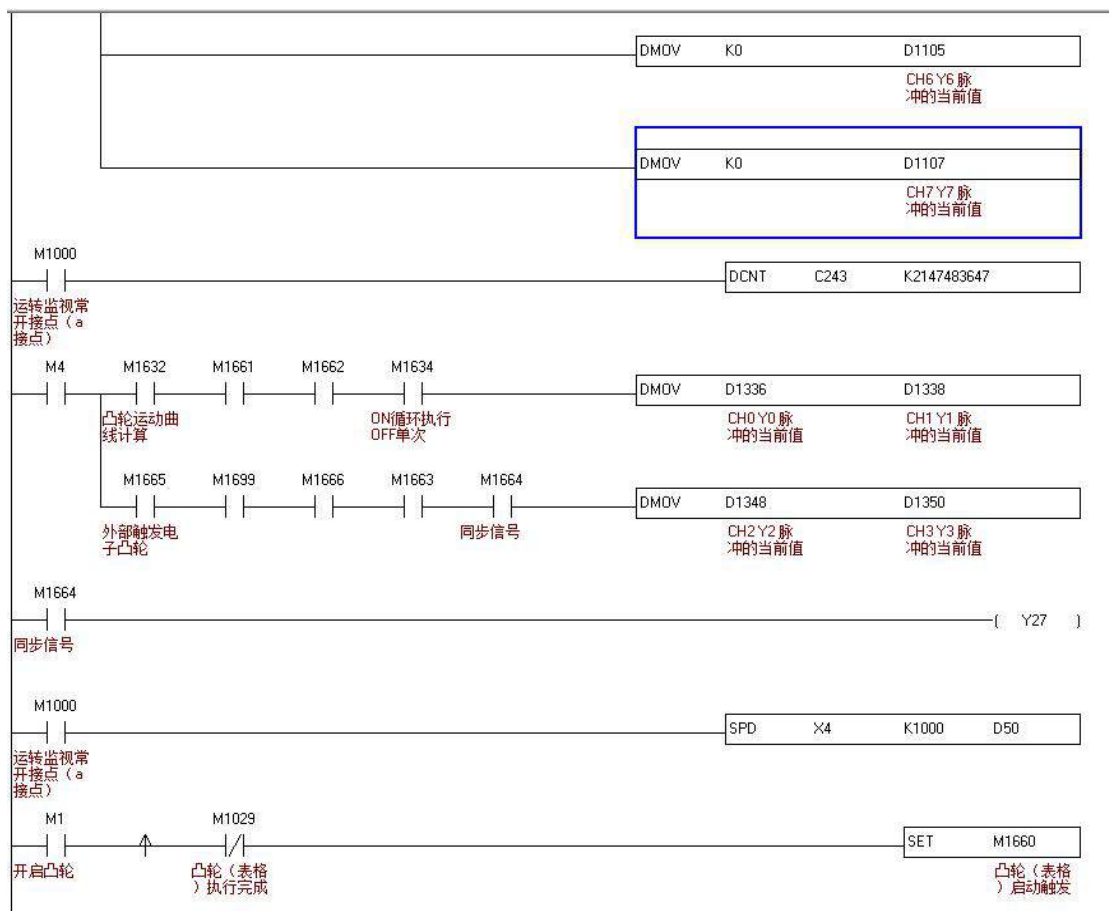 DMOV K0 D1105
CH6 Y6 脉
冲的当前值
DMOV K0 D1107
CH7 Y7 脉
冲的当前值
M1000
DCNT C243 K2147483647
运转监视常
开接点（a
接点）
M4 M1632 M1661 M1662 M1634
DMOV D1336 D1338
凸轮运动曲
线计算
ON循环执行
OFF单次
CH0 Y0 脉
冲的当前值
CH1 Y1 脉
冲的当前值
M1665 M1699 M1666 M1663 M1664
DMOV D1348 D1350
外部触发电
子凸轮
同步信号
CH2 Y2 脉
冲的当前值
CH3 Y3 脉
冲的当前值
M1664
( Y27 )
同步信号
M1000
SPD X4 K1000 D50
运转监视常
开接点（a
接点）
M1 M1029
SET M1660
开启凸轮
凸轮（表格
）执行完成
凸轮（表格
）启动触发